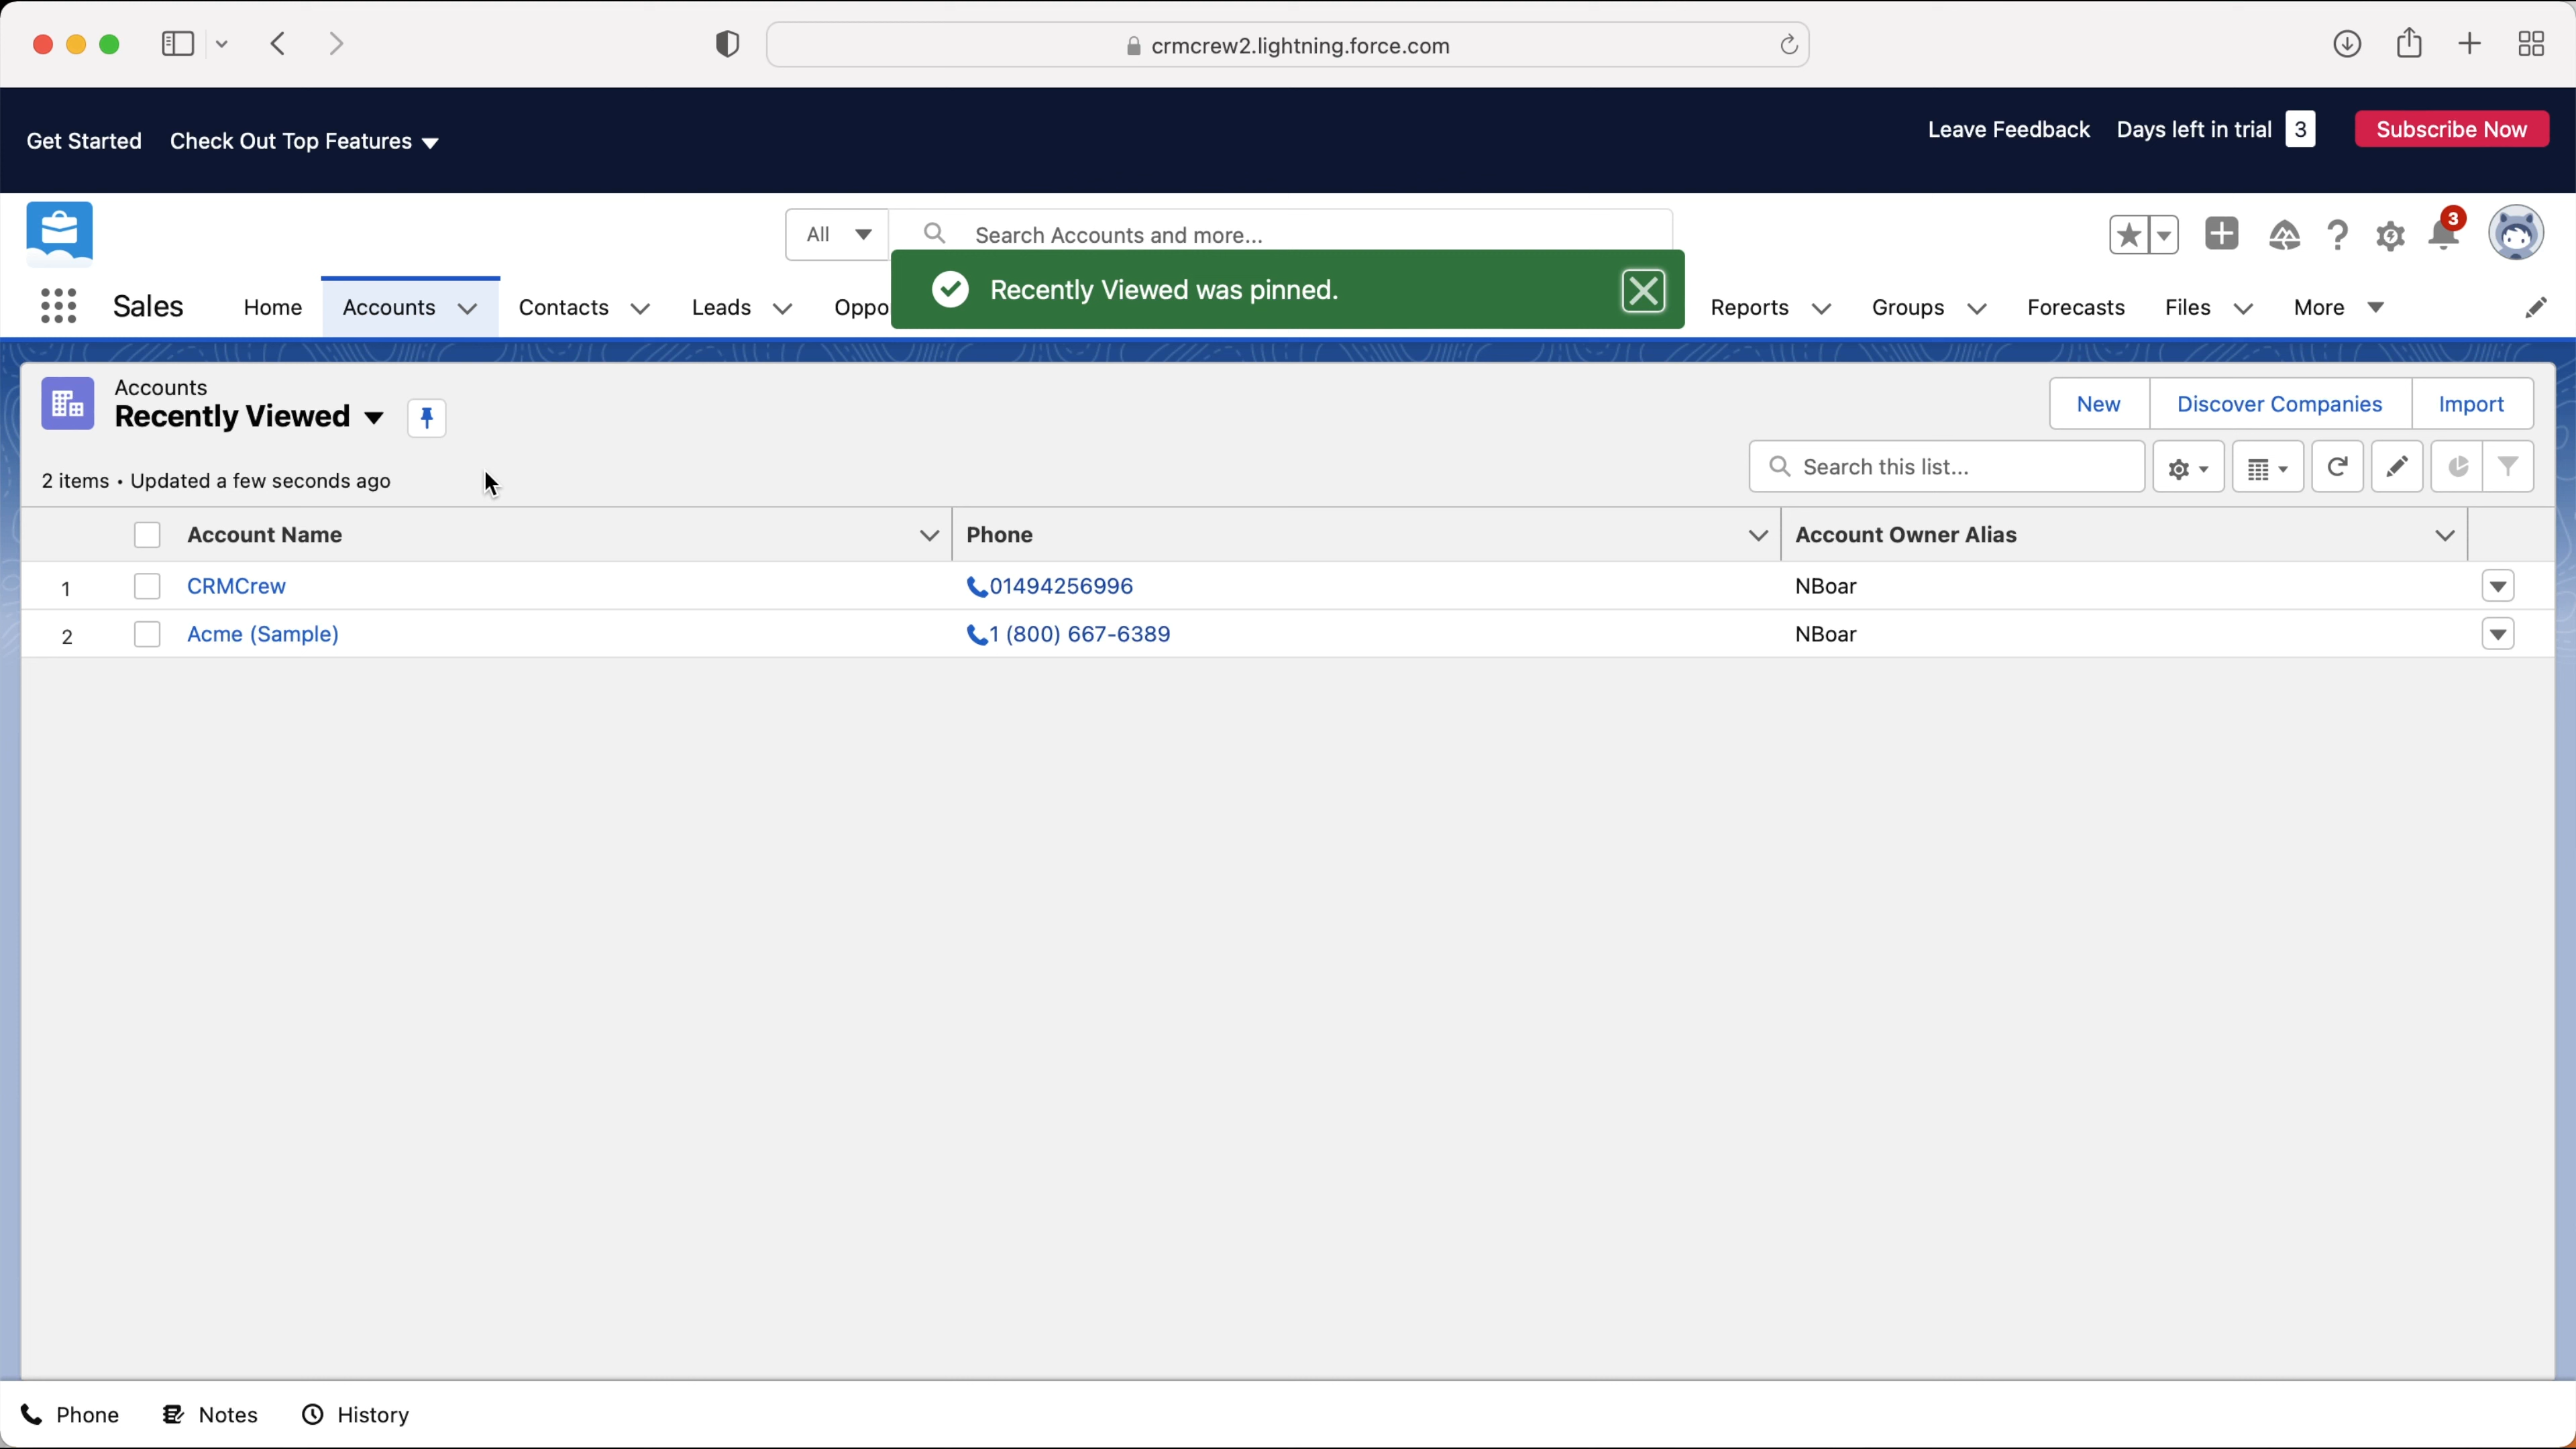 crmcrew2.lightning.force.com
Get Started Check Out Top Features Leave Feedback Days left in trial 3 Subscribe Now
All Search Accounts and more... 3
Recently Viewed was pinned.
Sales Home Accounts Contacts Leads Oppo Reports Groups Forecasts Files More
Accounts
Recently Viewed
New Discover Companies Import
2 items • Updated a few seconds ago
Search this list...
Account Name Phone Account Owner Alias
1 CRMCrew 01494256996 NBoar
2 Acme (Sample) 1 (800) 667-6389 NBoar
Phone Notes History